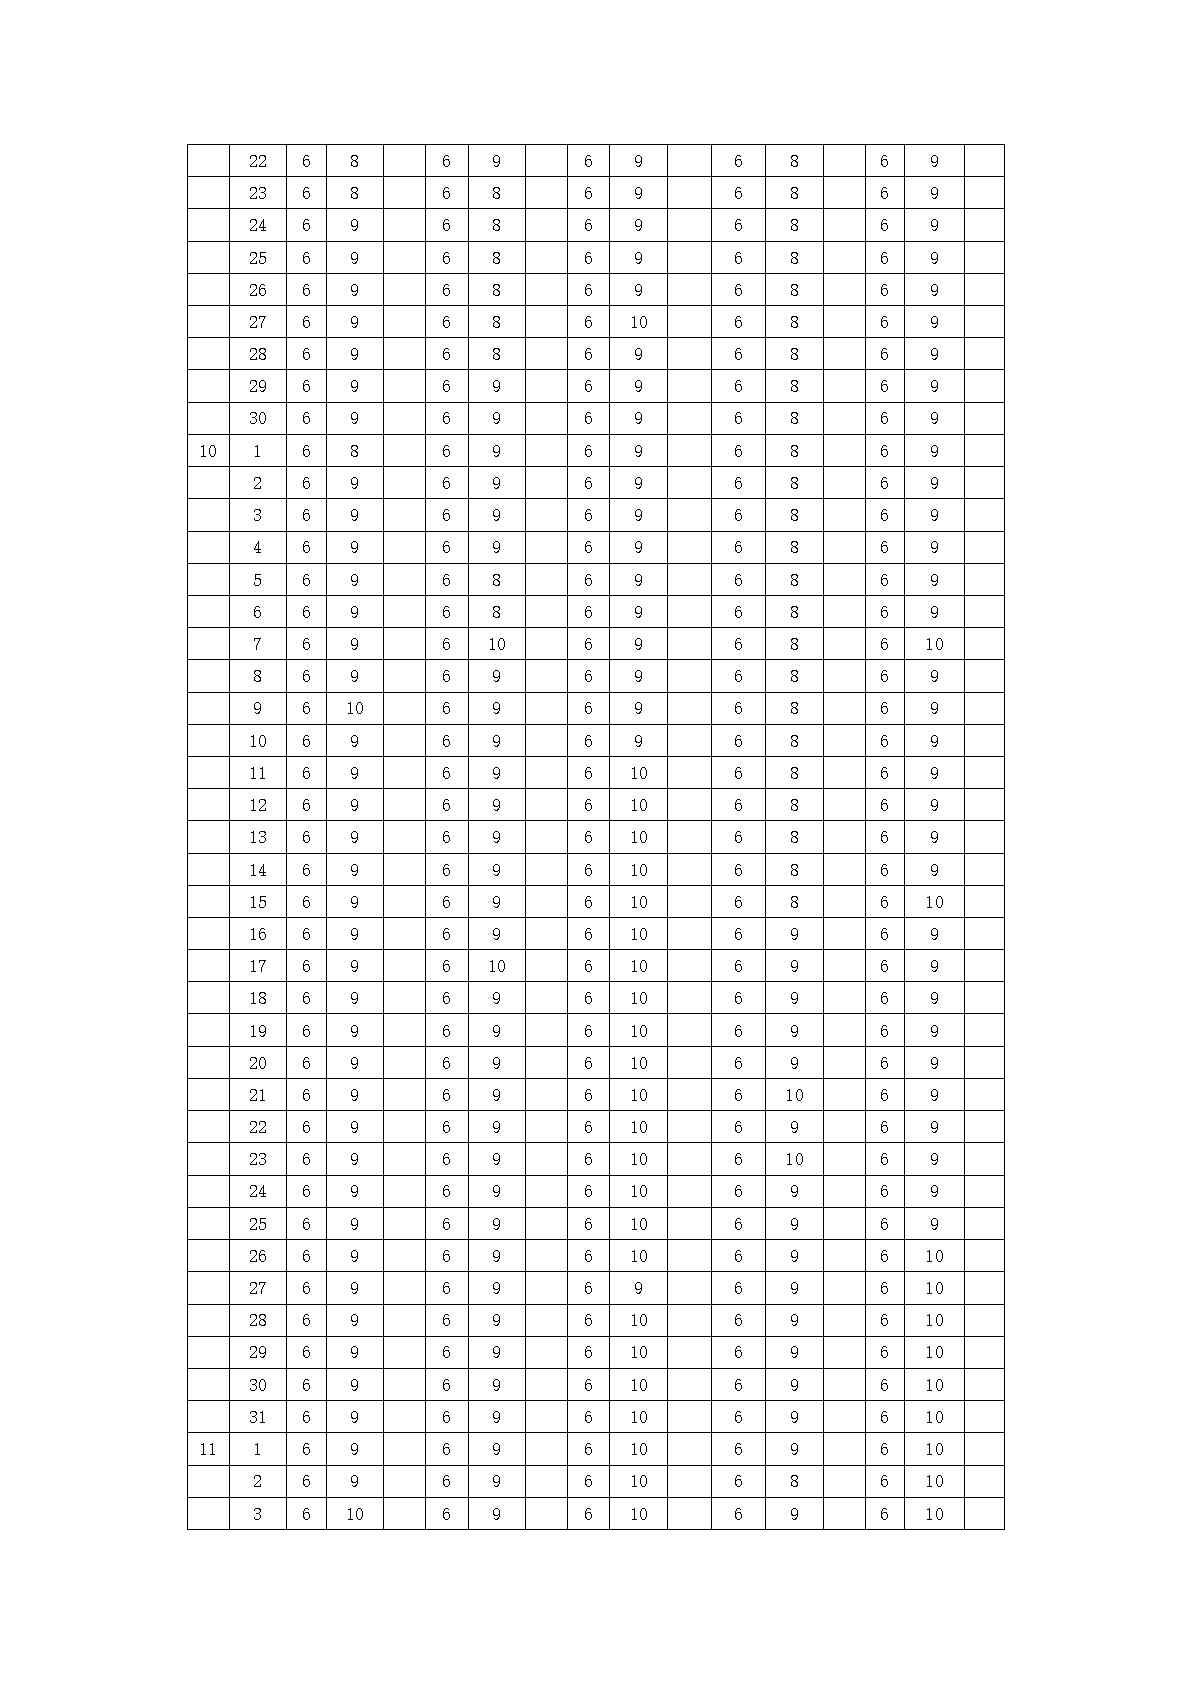 22 6 8 6 9 6 9 6 8 6 9
23 6 8 6 8 6 9 6 8 6 9
24 6 9 6 8 6 9 6 8 6 9
25 6 9 6 8 6 9 6 8 6 9
26 6 9 6 8 6 9 6 8 6 9
27 6 9 6 8 6 10 6 8 6 9
28 6 9 6 8 6 9 6 8 6 9
29 6 9 6 9 6 9 6 8 6 9
30 6 9 6 9 6 9 6 8 6 9
10 1 6 8 6 9 6 9 6 8 6 9
2 6 9 6 9 6 9 6 8 6 9
3 6 9 6 9 6 9 6 8 6 9
4 6 9 6 9 6 9 6 8 6 9
5 6 9 6 8 6 9 6 8 6 9
6 6 9 6 8 6 9 6 8 6 9
7 6 9 6 10 6 9 6 8 6 10
8 6 9 6 9 6 9 6 8 6 9
9 6 10 6 9 6 9 6 8 6 9
10 6 9 6 9 6 9 6 8 6 9
11 6 9 6 9 6 10 6 8 6 9
12 6 9 6 9 6 10 6 8 6 9
13 6 9 6 9 6 10 6 8 6 9
14 6 9 6 9 6 10 6 8 6 9
15 6 9 6 9 6 10 6 8 6 10
16 6 9 6 9 6 10 6 9 6 9
17 6 9 6 10 6 10 6 9 6 9
18 6 9 6 9 6 10 6 9 6 9
19 6 9 6 9 6 10 6 9 6 9
20 6 9 6 9 6 10 6 9 6 9
21 6 9 6 9 6 10 6 10 6 9
22 6 9 6 9 6 10 6 9 6 9
23 6 9 6 9 6 10 6 10 6 9
24 6 9 6 9 6 10 6 9 6 9
25 6 9 6 9 6 10 6 9 6 9
26 6 9 6 9 6 10 6 9 6 10
27 6 9 6 9 6 9 6 9 6 10
28 6 9 6 9 6 10 6 9 6 10
29 6 9 6 9 6 10 6 9 6 10
30 6 9 6 9 6 10 6 9 6 10
31 6 9 6 9 6 10 6 9 6 10
11 1 6 9 6 9 6 10 6 9 6 10
2 6 9 6 9 6 10 6 8 6 10
3 6 10 6 9 6 10 6 9 6 10